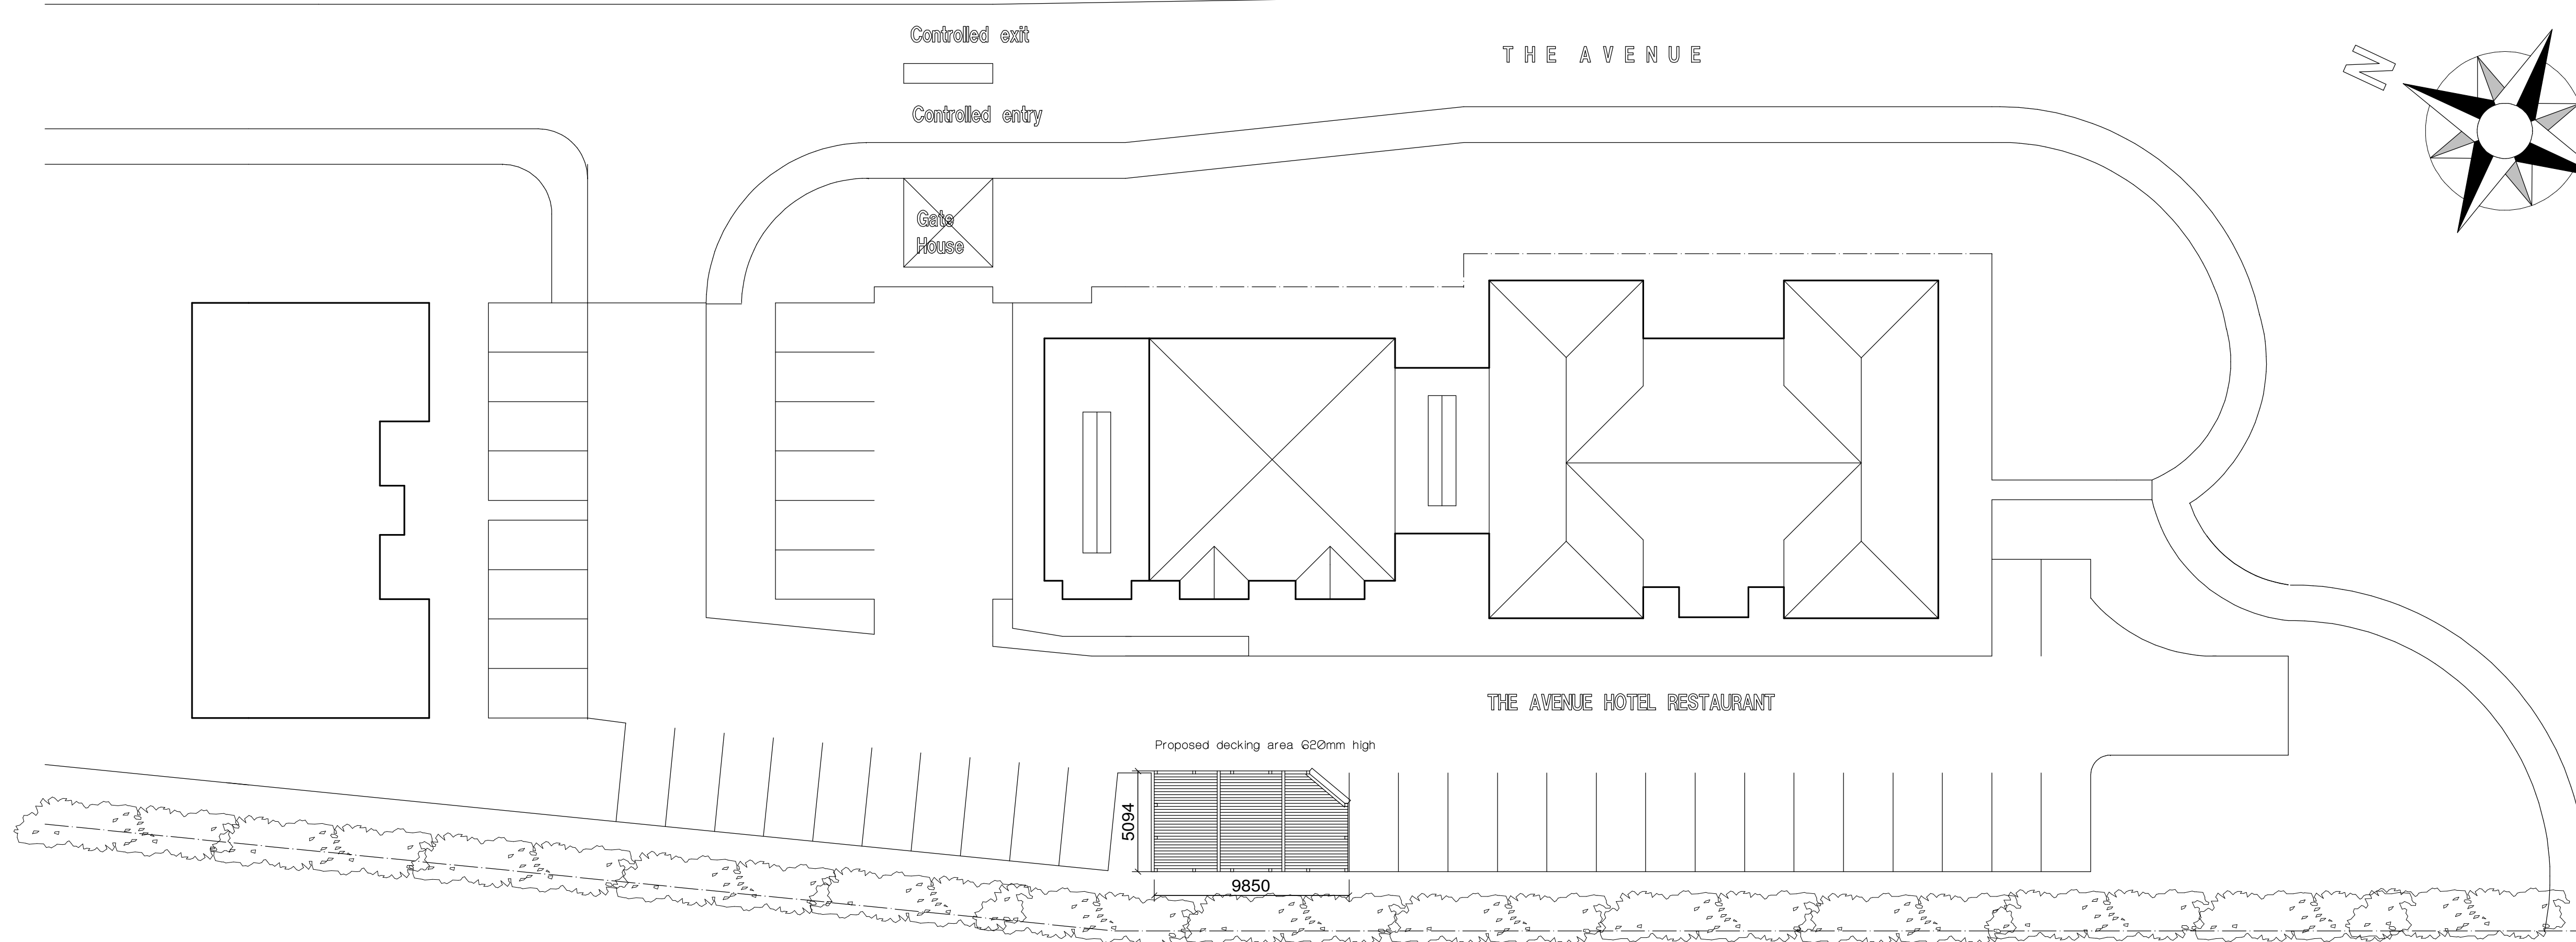 Controlled exit
THE AVENUE
N
Controlled entry
Gate
House
THE AVENUE HOTEL RESTAURANT
Proposed decking area 620mm high
5094
9850